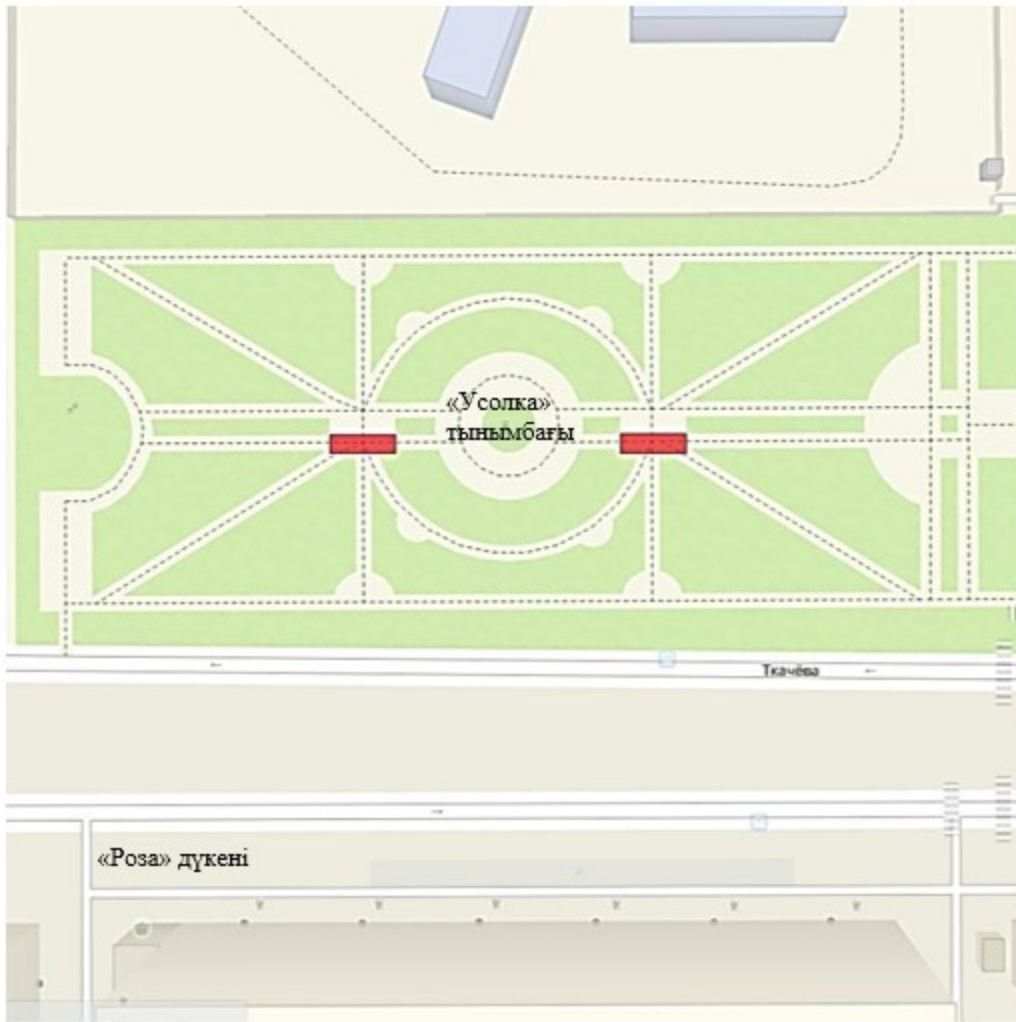 «Усолка»
тынымбағы
Ткачёва
«Роза» дүкені